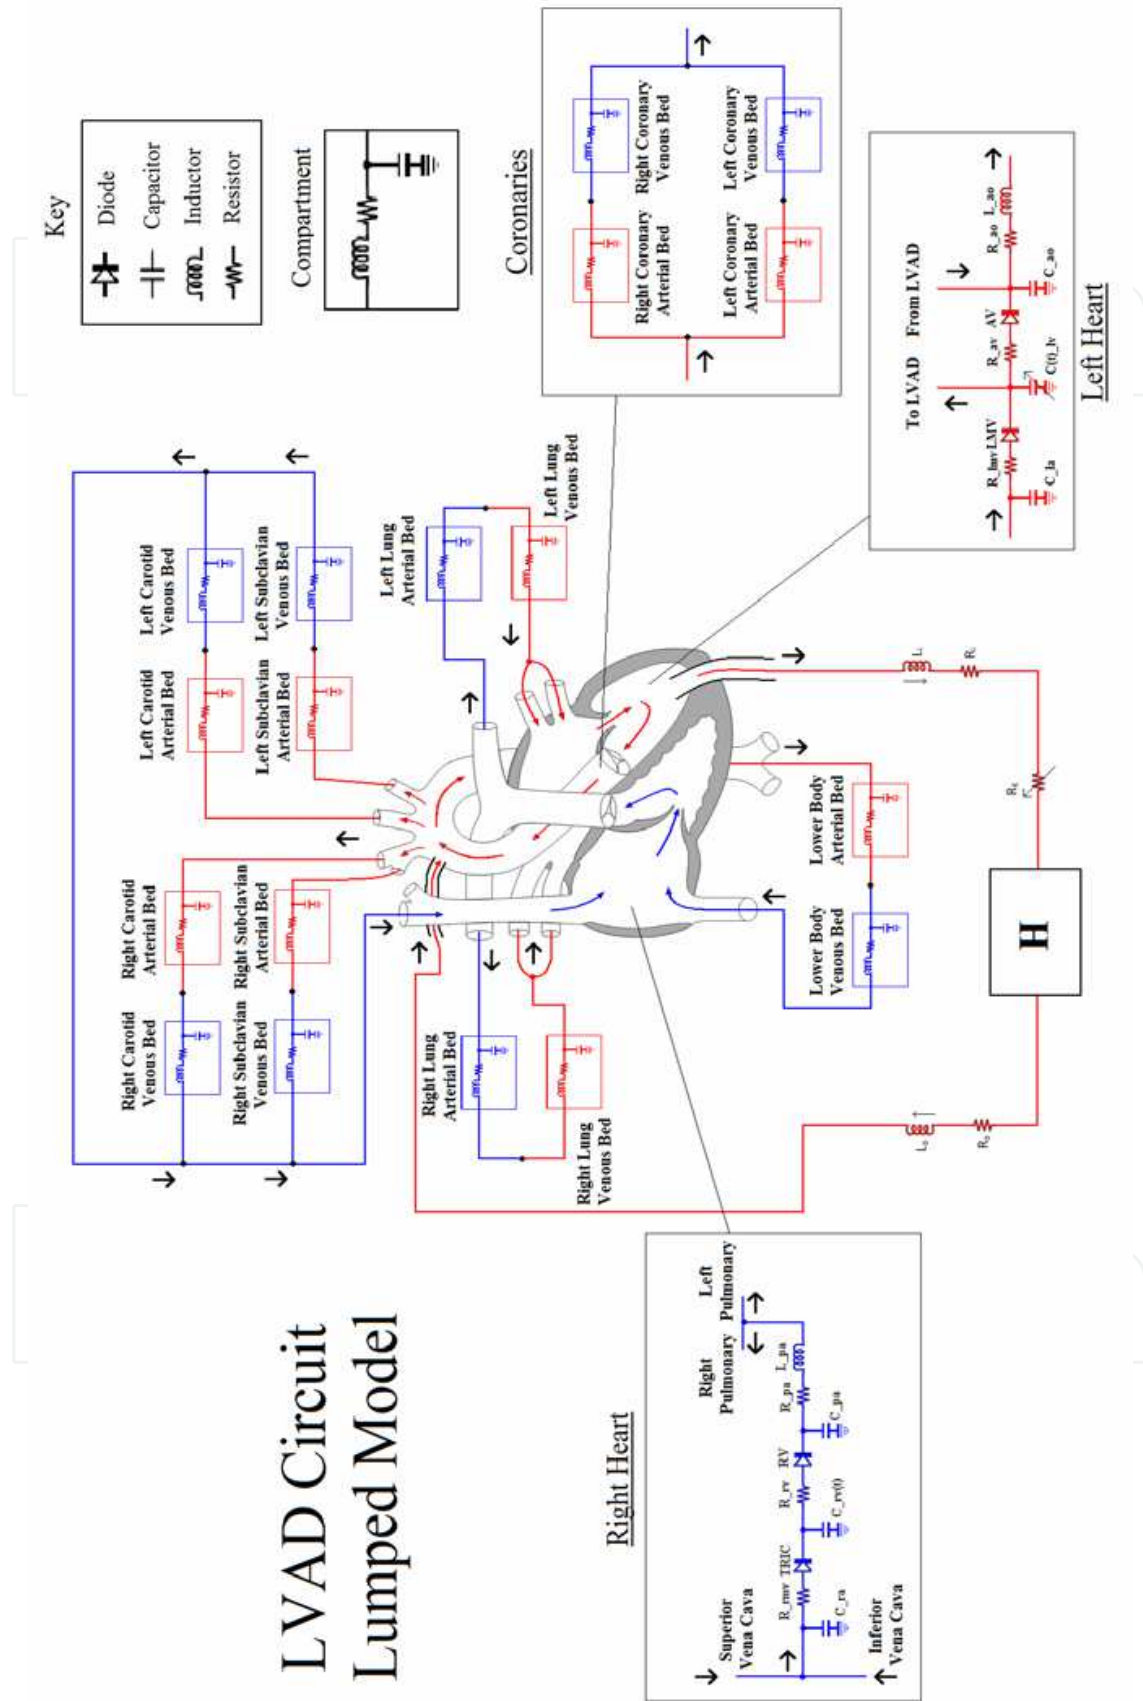 LVAD Circuit
Lumped Model
Key
Diode
Capacitor
Inductor
Resistor
Compartment
Coronaries
Right Coronary
Arterial Bed
Right Coronary
Venous Bed
Left Coronary
Arterial Bed
Left Coronary
Venous Bed
Right Carotid
Venous Bed
Right Carotid
Arterial Bed
Left Carotid
Arterial Bed
Left Carotid
Venous Bed
Right Subclavian
Venous Bed
Right Subclavian
Arterial Bed
Left Subclavian
Arterial Bed
Left Subclavian
Venous Bed
Right Lung
Arterial Bed
Right Lung
Venous Bed
Left Lung
Arterial Bed
Left Lung
Venous Bed
Lower Body
Venous Bed
Lower Body
Arterial Bed
Right Heart
Superior
Vena Cava
Inferior
Vena Cava
R_rmv TRIC R_rv RV R_pa L_pa
C_ra C_rv(t) C_pa
Right
Pulmonary
Left
Pulmonary
To LVAD From LVAD
R_lmv LMV R_av AV R_ao L_ao
C_la C(t)_lv C_ao
Left Heart
H